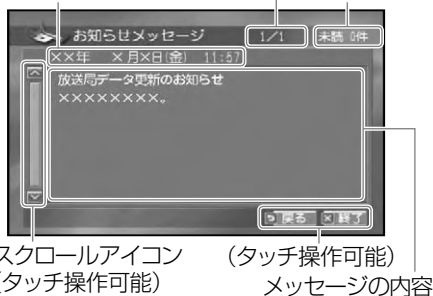 お知らせメッセージ 1/1 未読 0件
××年 ×月×日(金) 11:57
放送局データ更新のお知らせ
××××××××。
戻る 終了
スクロールアイコン (タッチ操作可能)
(タッチ操作可能) メッセージの内容